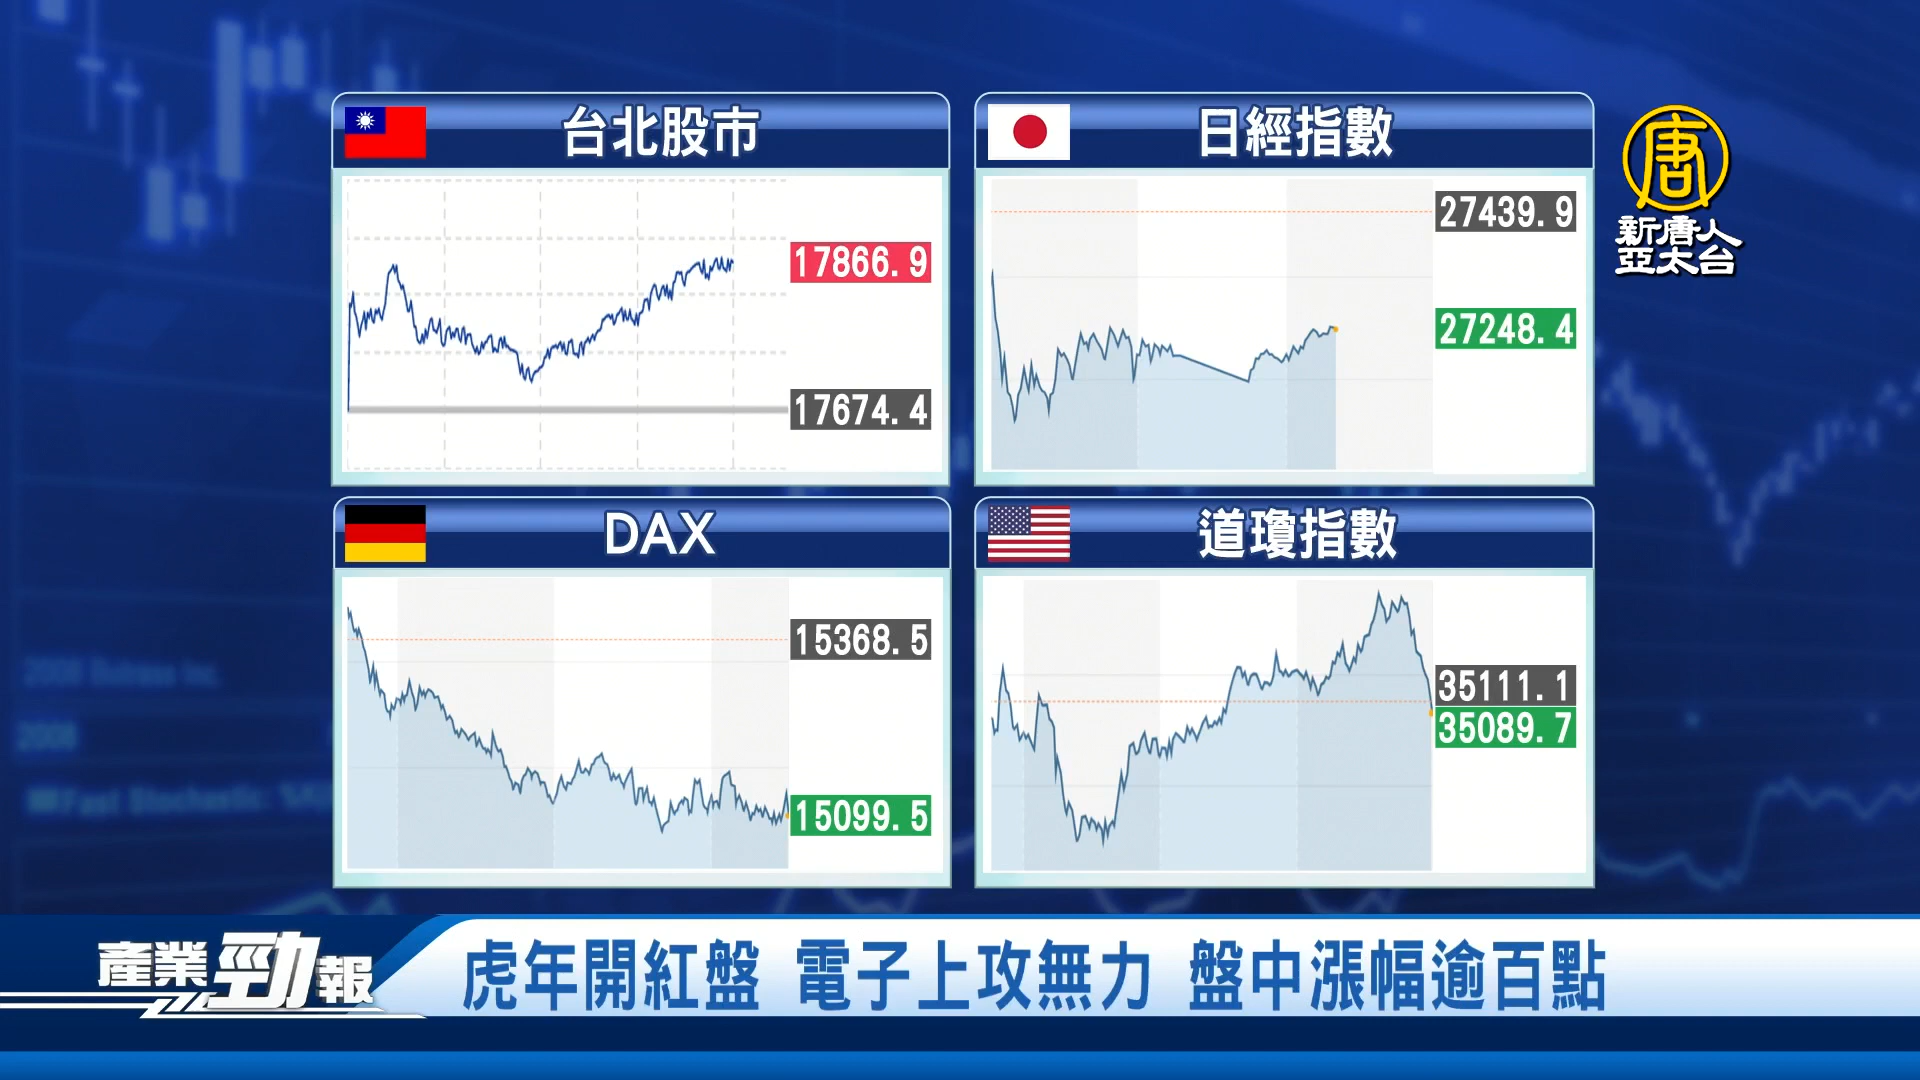 台北股市
17866.9
17674.4
日經指數
27439.9
27248.4
唐
新唐人
亞太台
DAX
15368.5
15099.5
道瓊指數
35111.1
35089.7
2008
產業勁報
虎年開紅盤 電子上攻無力 盤中漲幅逾百點